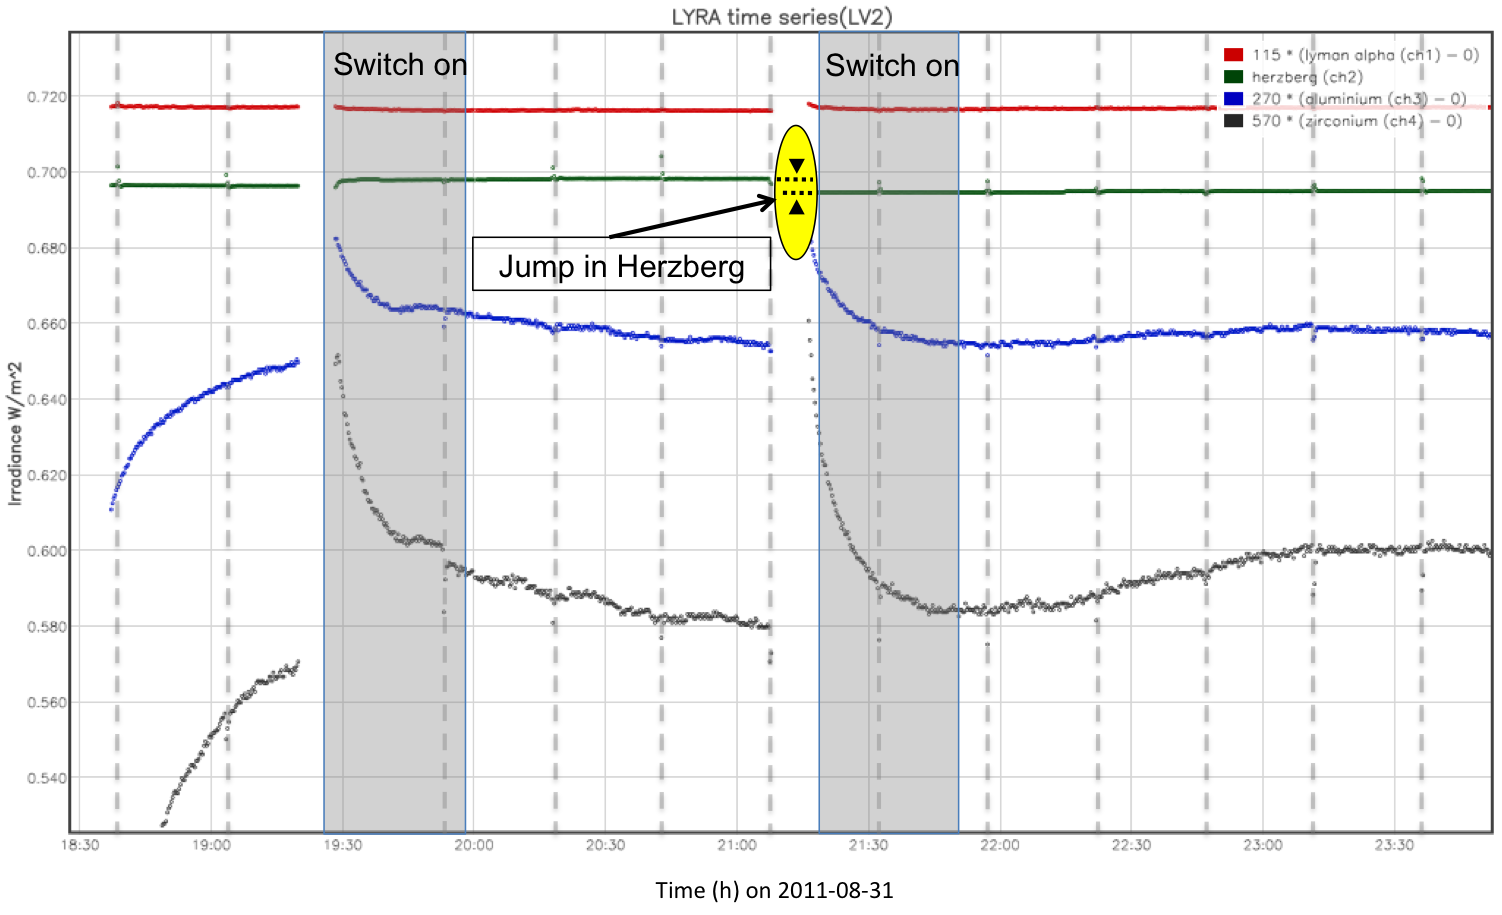 LYRA time series(LV2)
Switch on
Switch on
115 * (lyman alpha (ch1) − 0)
herzberg (ch2)
270 * (aluminium (ch3) − 0)
570 * (zirconium (ch4) − 0)
0.720
0.700
0.680
0.660
0.640
0.620
0.600
0.580
0.560
0.540
Irradiance W/m^2
Jump in Herzberg
18:30 19:00 19:30 20:00 20:30 21:00 21:30 22:00 22:30 23:00 23:30
Time (h) on 2011-08-31